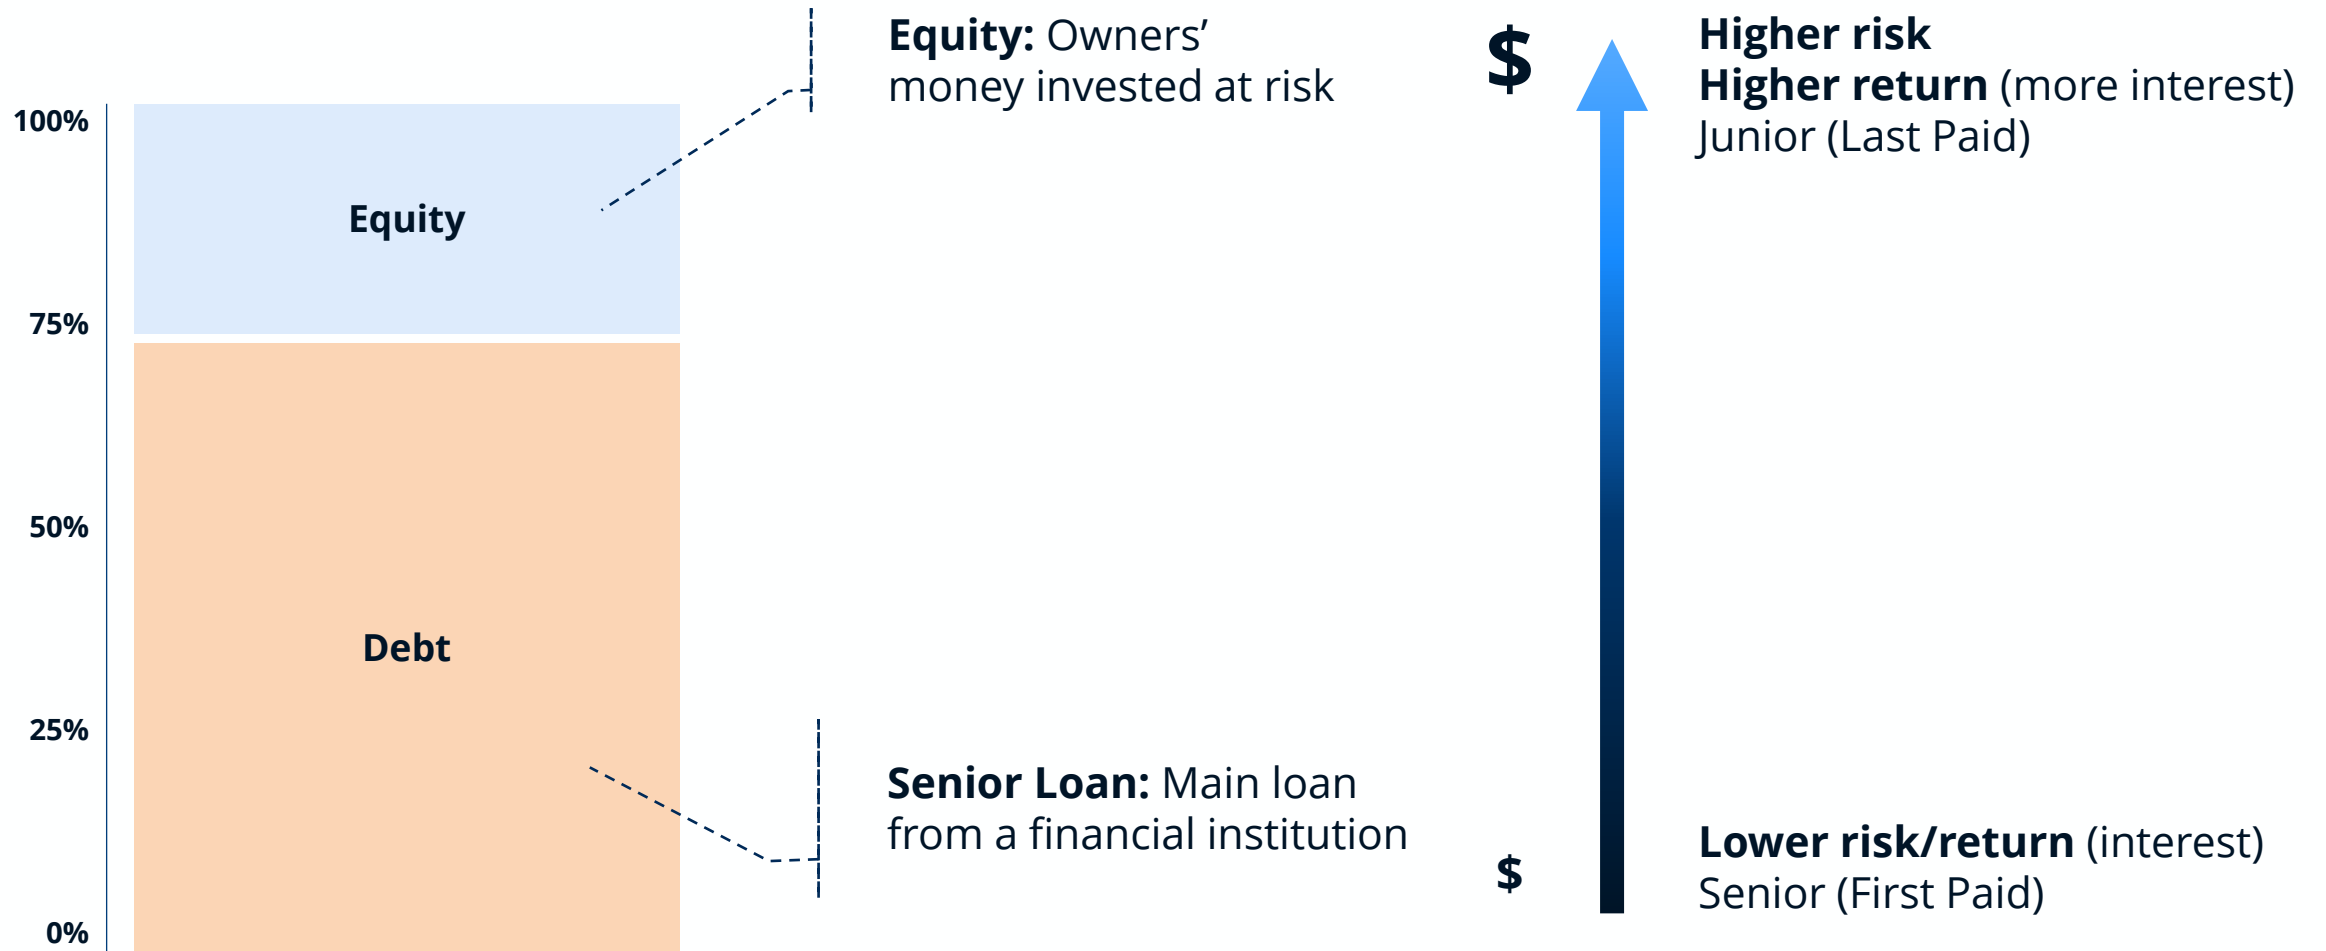 100%
75%
50%
25%
0%
Equity
Debt
Equity: Owners’
money invested at risk
Senior Loan: Main loan
from a financial institution
$
$
Higher risk
Higher return (more interest)
Junior (Last Paid)
Lower risk/return (interest)
Senior (First Paid)